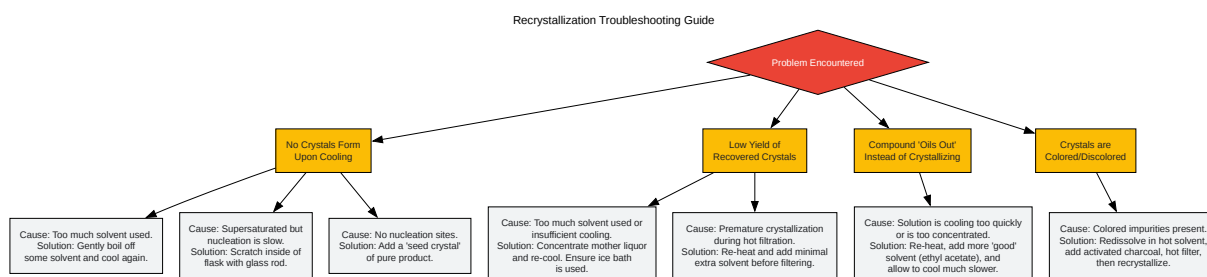 Recrystallization Troubleshooting Guide
Problem Encountered
No Crystals Form
Upon Cooling
Low Yield of
Recovered Crystals
Compound 'Oils Out'
Instead of Crystallizing
Crystals are
Colored/Discolored
Cause: Too much solvent used.
Solution: Gently boil off
some solvent and cool again.
Cause: Supersaturated but
nucleation is slow.
Solution: Scratch inside of
flask with glass rod.
Cause: No nucleation sites.
Solution: Add a 'seed crystal'
of pure product.
Cause: Too much solvent used or
insufficient cooling.
Solution: Concentrate mother liquor
and re-cool. Ensure ice bath
is used.
Cause: Premature crystallization
during hot filtration.
Solution: Re-heat and add minimal
extra solvent before filtering.
Cause: Solution is cooling too quickly
or is too concentrated.
Solution: Re-heat, add more 'good'
solvent (ethyl acetate), and
allow to cool much slower.
Cause: Colored impurities present.
Solution: Redissolve in hot solvent,
add activated charcoal, hot filter,
then recrystallize.